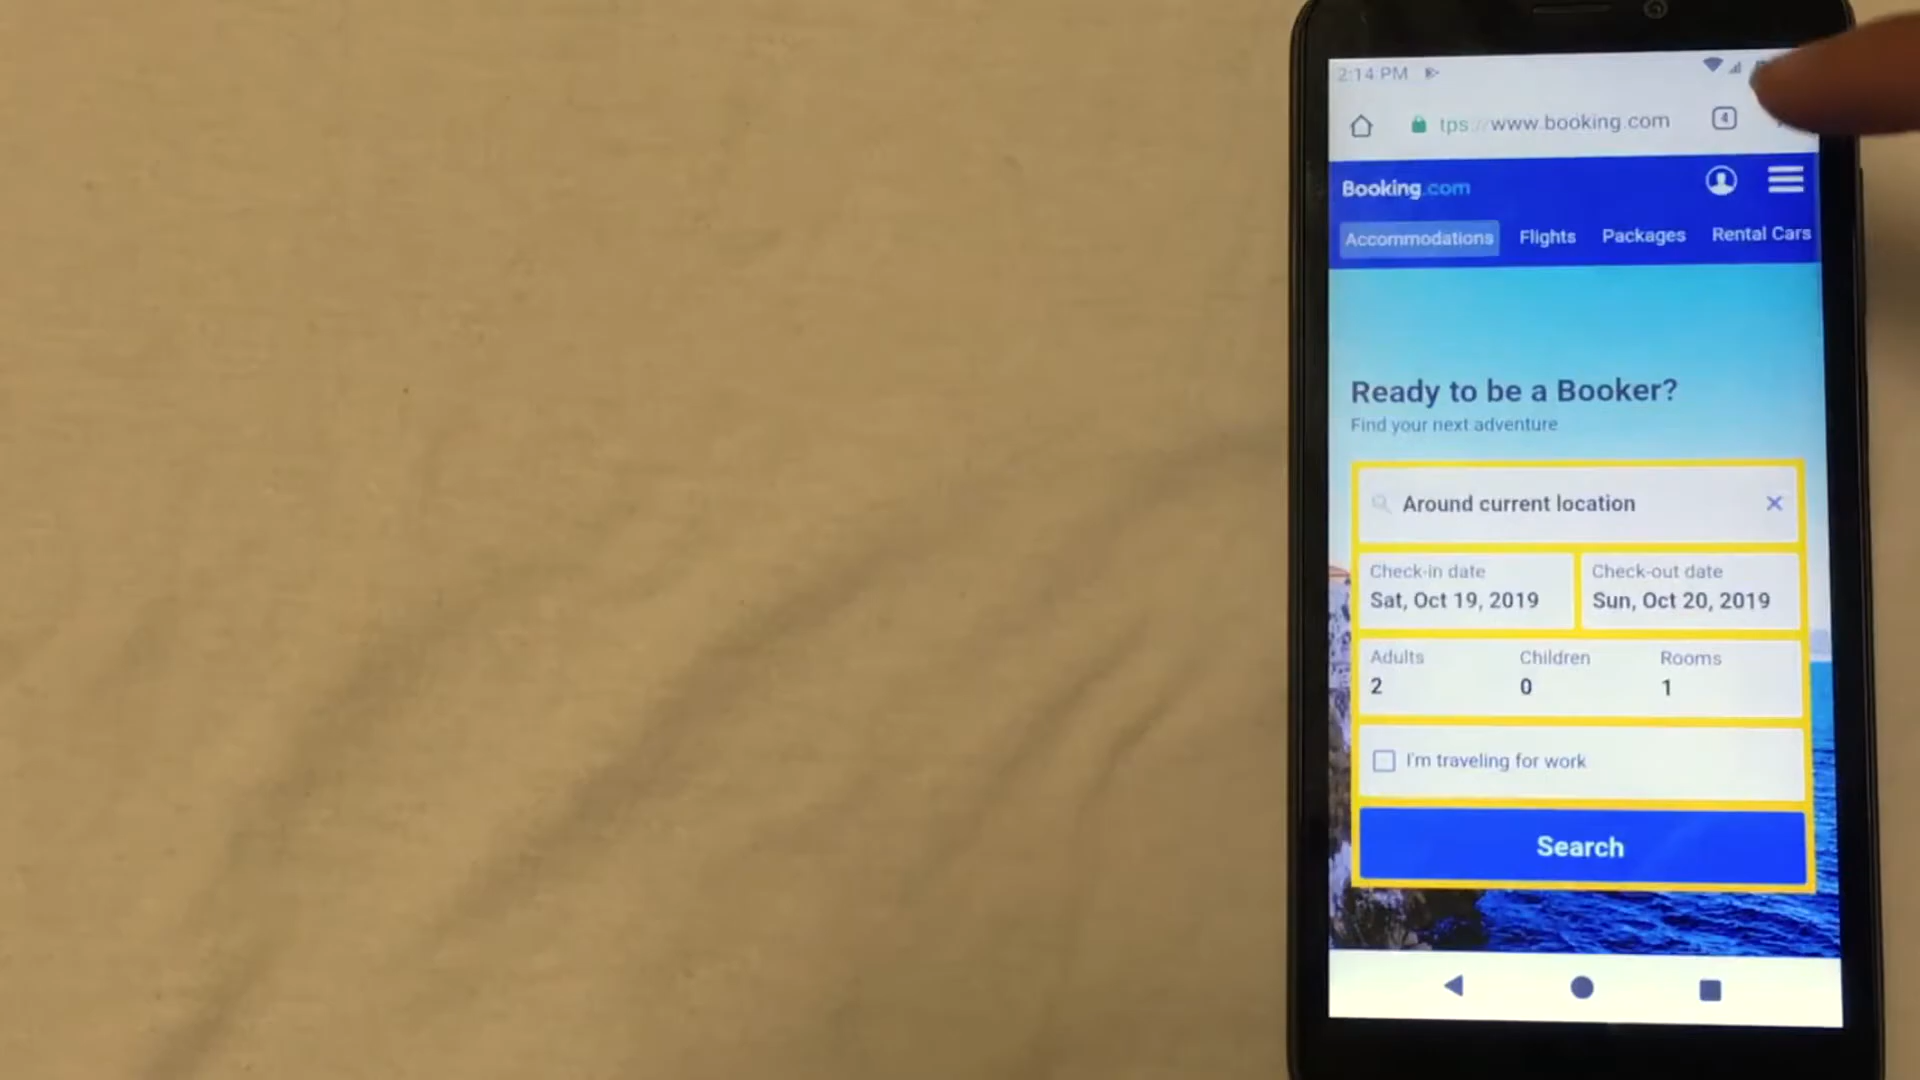 2:14 PM
tps://www.booking.com
4
Booking.com
Accommodations Flights Packages Rental Cars
Ready to be a Booker?
Find your next adventure
Around current location
Check-in date Check-out date
Sat, Oct 19, 2019 Sun, Oct 20, 2019
Adults Children Rooms
2 0 1
I'm traveling for work
Search